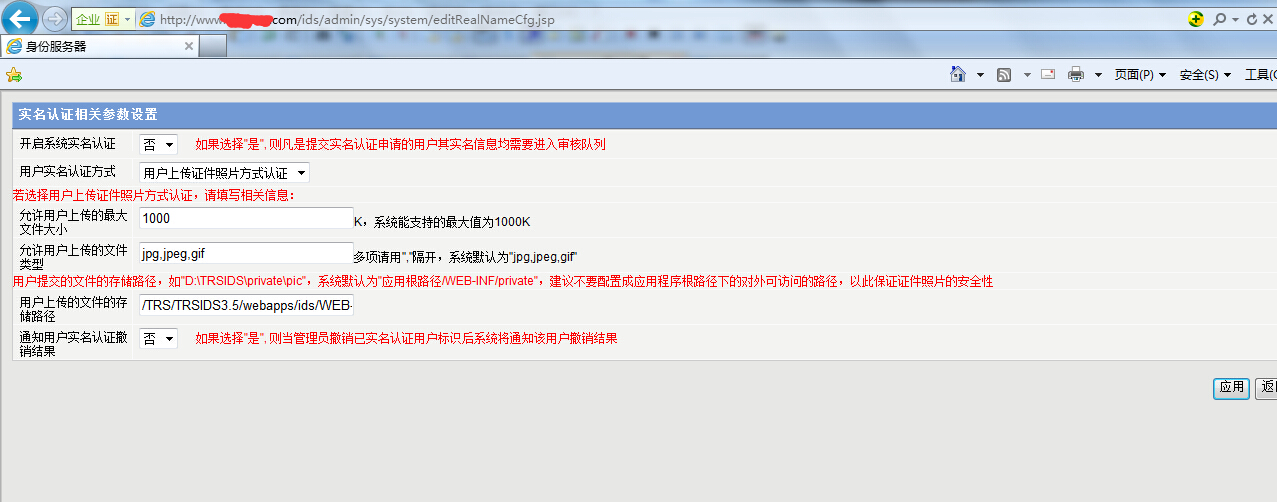 企业 证 http://www.com/ids/admin/sys/system/editRealNameCfg.jsp
身份服务器
页面(P) 安全(S) 工具(
实名认证相关参数设置
开启系统实名认证 否 如果选择"是", 则凡是提交实名认证申请的用户其实名信息均需要进入审核队列
用户实名认证方式 用户上传证件照片方式认证
若选择用户上传证件照片方式认证，请填写相关信息：
允许用户上传的最大
文件大小
1000 K，系统能支持的最大值为1000K
允许用户上传的文件
类型
jpg,jpeg,gif 多项请用","隔开，系统默认为"jpg,jpeg,gif"
用户提交的文件的存储路径，如"D:\TRSIDS\private\pic"，系统默认为"应用根路径/WEB-INF/private"，建议不要配置成应用程序根路径下的对外可访问的路径，以此保证证件照片的安全性
用户上传的文件的存
储路径
/TRS/TRSIDS3.5/webapps/ids/WEB-
通知用户实名认证撤
销结果
否 如果选择"是", 则当管理员撤销已实名认证用户标识后系统将通知该用户撤销结果
应用